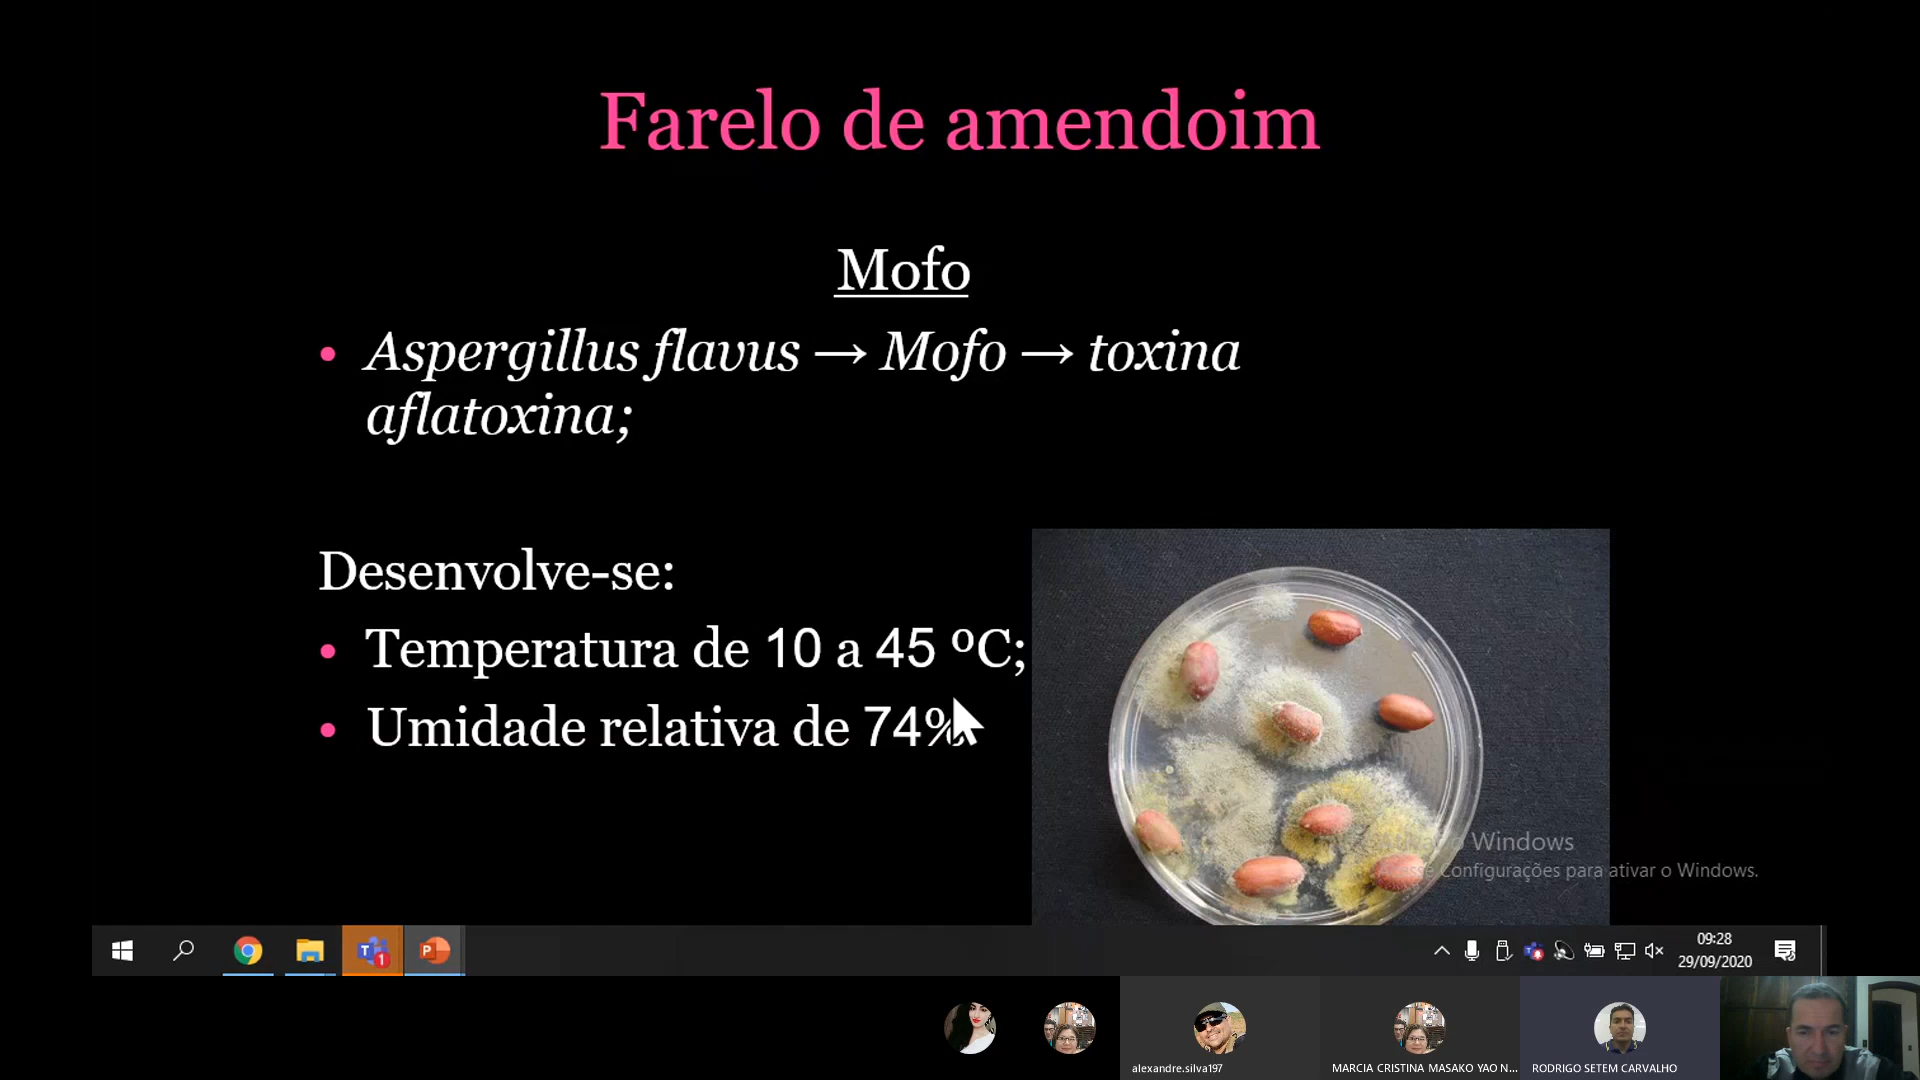 Farelo de amendoim
Mofo
• Aspergillus flavus → Mofo → toxina
aflatoxina;
Desenvolve-se:
• Temperatura de 10 a 45 ºC;
• Umidade relativa de 74%
o Windows
Configurações para ativar o Windows.
09:28
29/09/2020
alexandre.silva197
MARCIA CRISTINA MASAKO YAO N...
RODRIGO SETEM CARVALHO